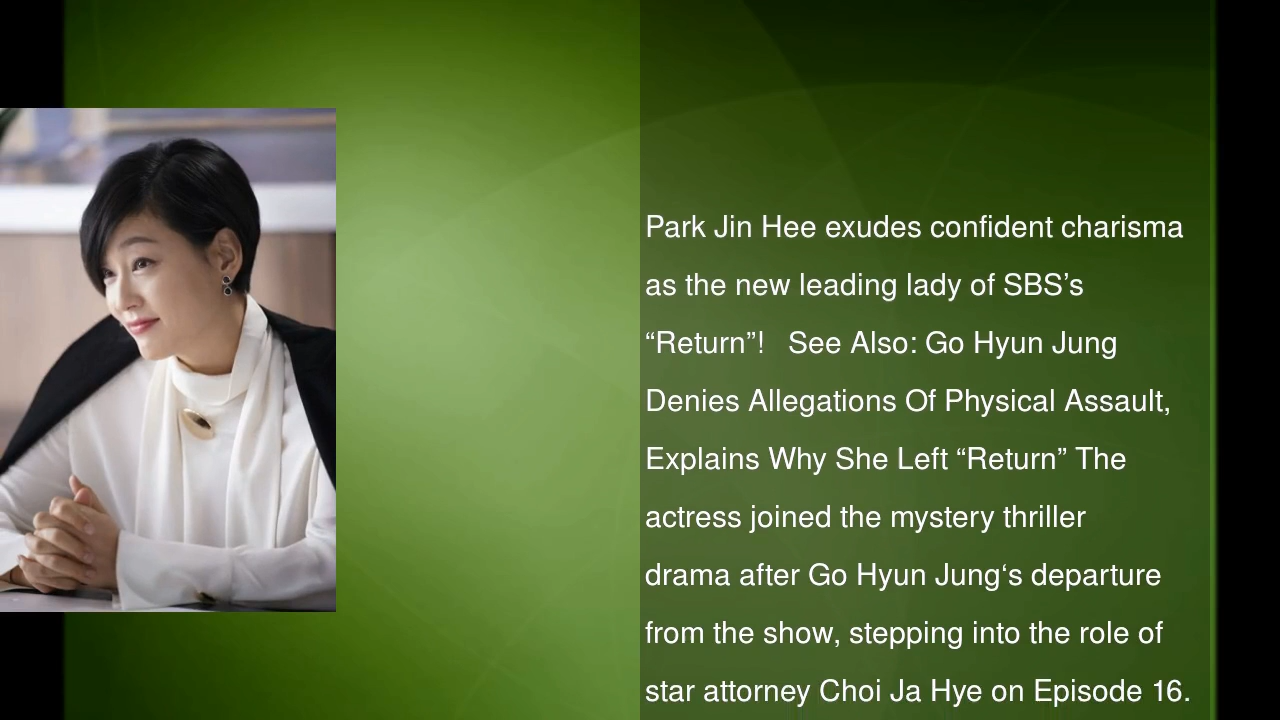 Park Jin Hee exudes confident charisma
as the new leading lady of SBS’s
“Return”!   See Also: Go Hyun Jung
Denies Allegations Of Physical Assault,
Explains Why She Left “Return” The
actress joined the mystery thriller
drama after Go Hyun Jung‘s departure
from the show, stepping into the role of
star attorney Choi Ja Hye on Episode 16.